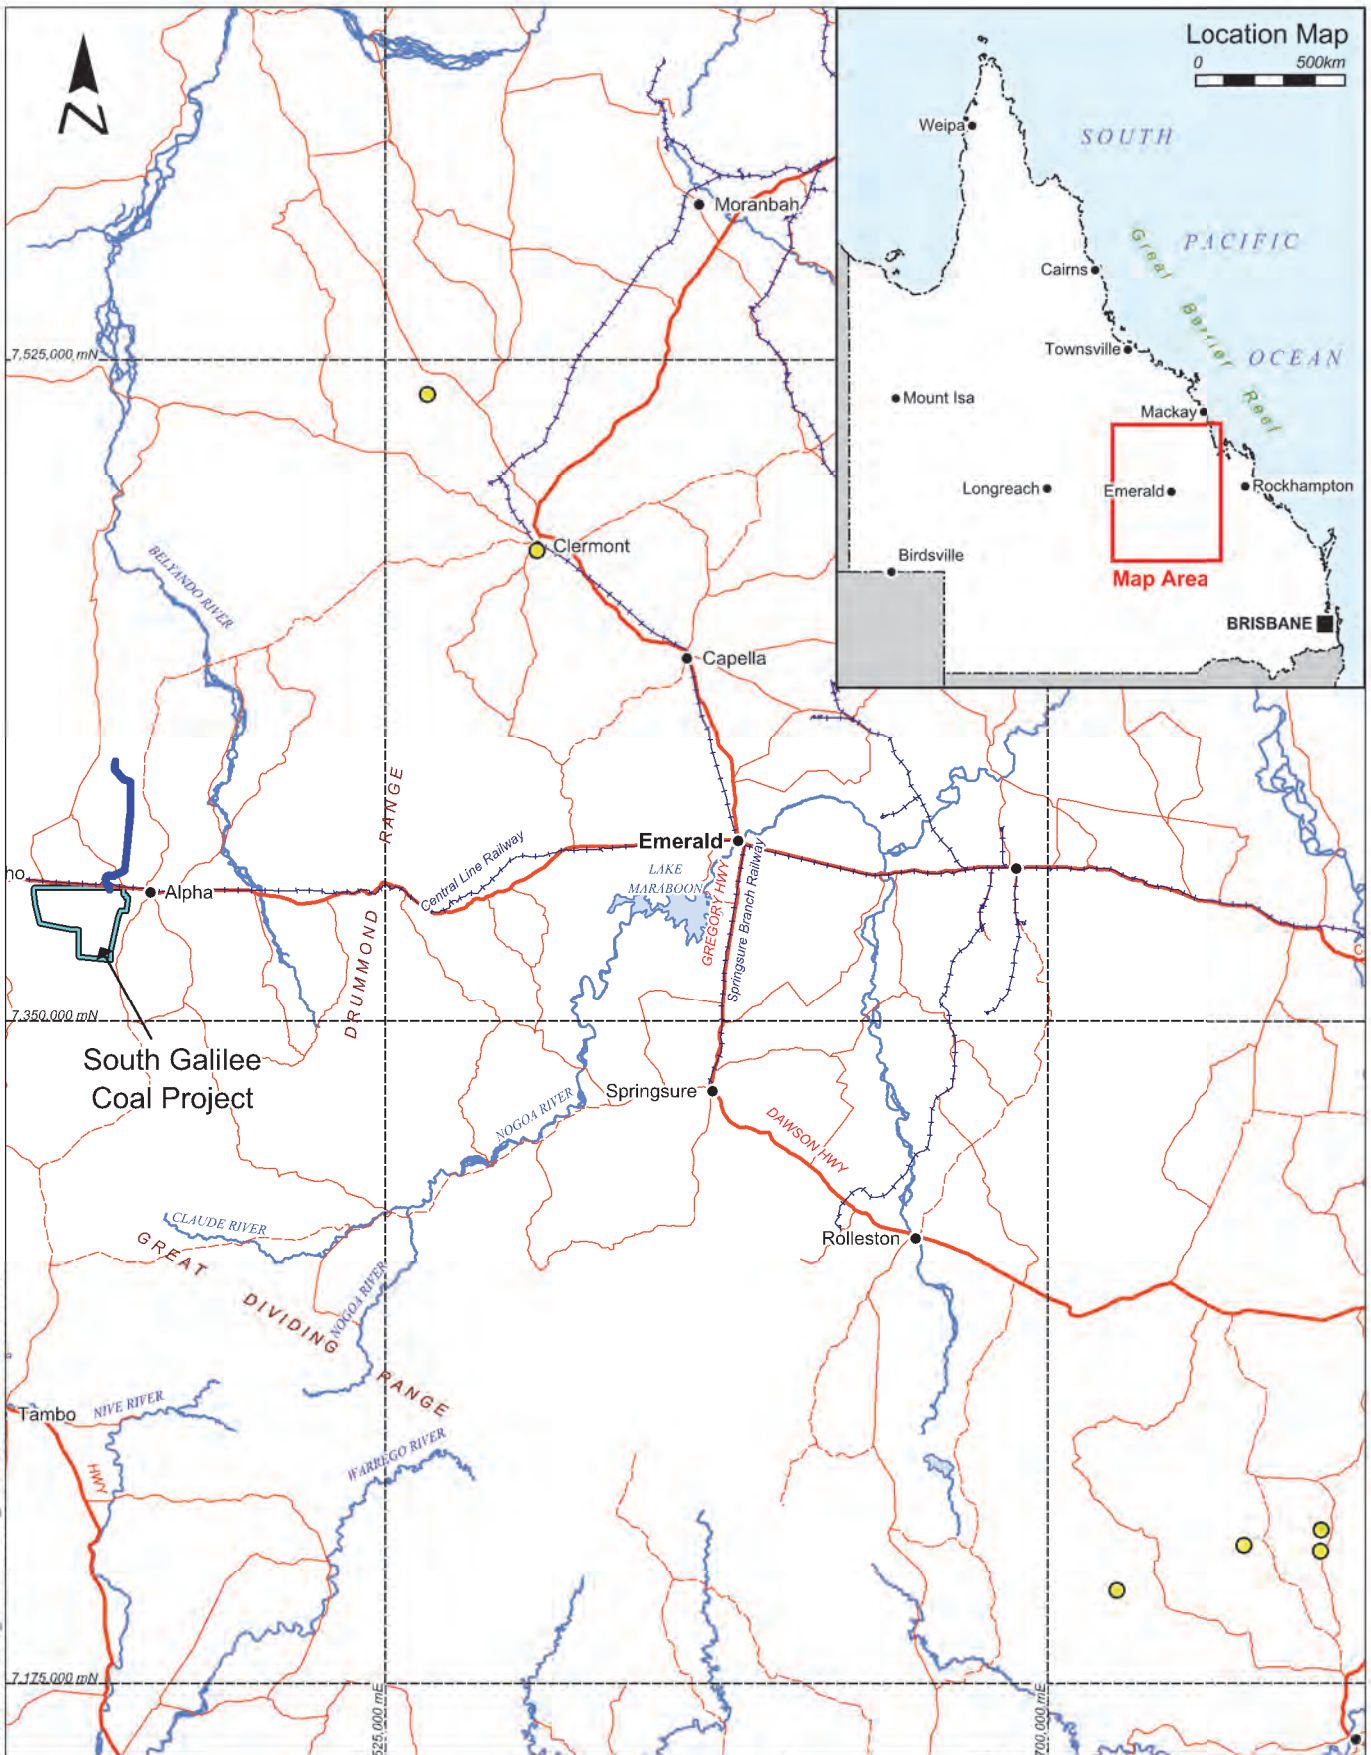 N
Location Map
0 500km
Weipa
SOUTH
PACIFIC
OCEAN
Great Barrier Reef
Cairns
Townsville
Mount Isa
Mackay
Longreach
Emerald
Rockhampton
Birdsville
Map Area
BRISBANE
Moranbah
7,525,000 mN
Clermont
BELYANDO RIVER
Capella
RANGE
Central Line Railway
Emerald
LAKE
MARABOON
GREGORY HWY
Springsure Branch Railway
ho
Alpha
DRUMMOND
7,350,000 mN
South Galilee
Coal Project
Springsure
NOGOA RIVER
DAWSON HWY
CLAUDE RIVER
GREAT
Rolleston
DIVIDING
NOGOA RIVER
RANGE
Tambo
NIVE RIVER
WARREGO RIVER
HWY
7,175,000 mN
525,000 mE
700,000 mE